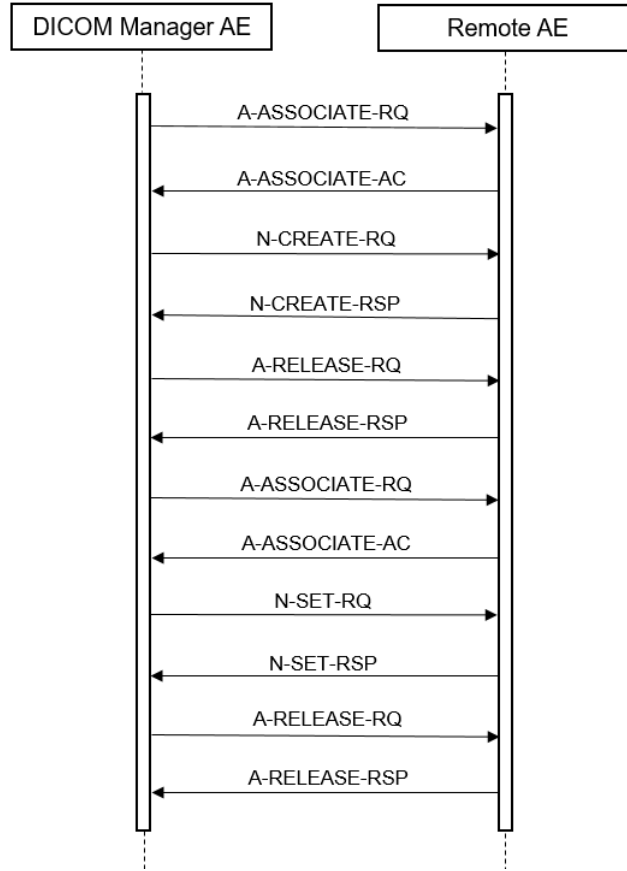 DICOM Manager AE
Remote AE
A-ASSOCIATE-RQ
A-ASSOCIATE-AC
N-CREATE-RQ
N-CREATE-RSP
A-RELEASE-RQ
A-RELEASE-RSP
A-ASSOCIATE-RQ
A-ASSOCIATE-AC
N-SET-RQ
N-SET-RSP
A-RELEASE-RQ
A-RELEASE-RSP